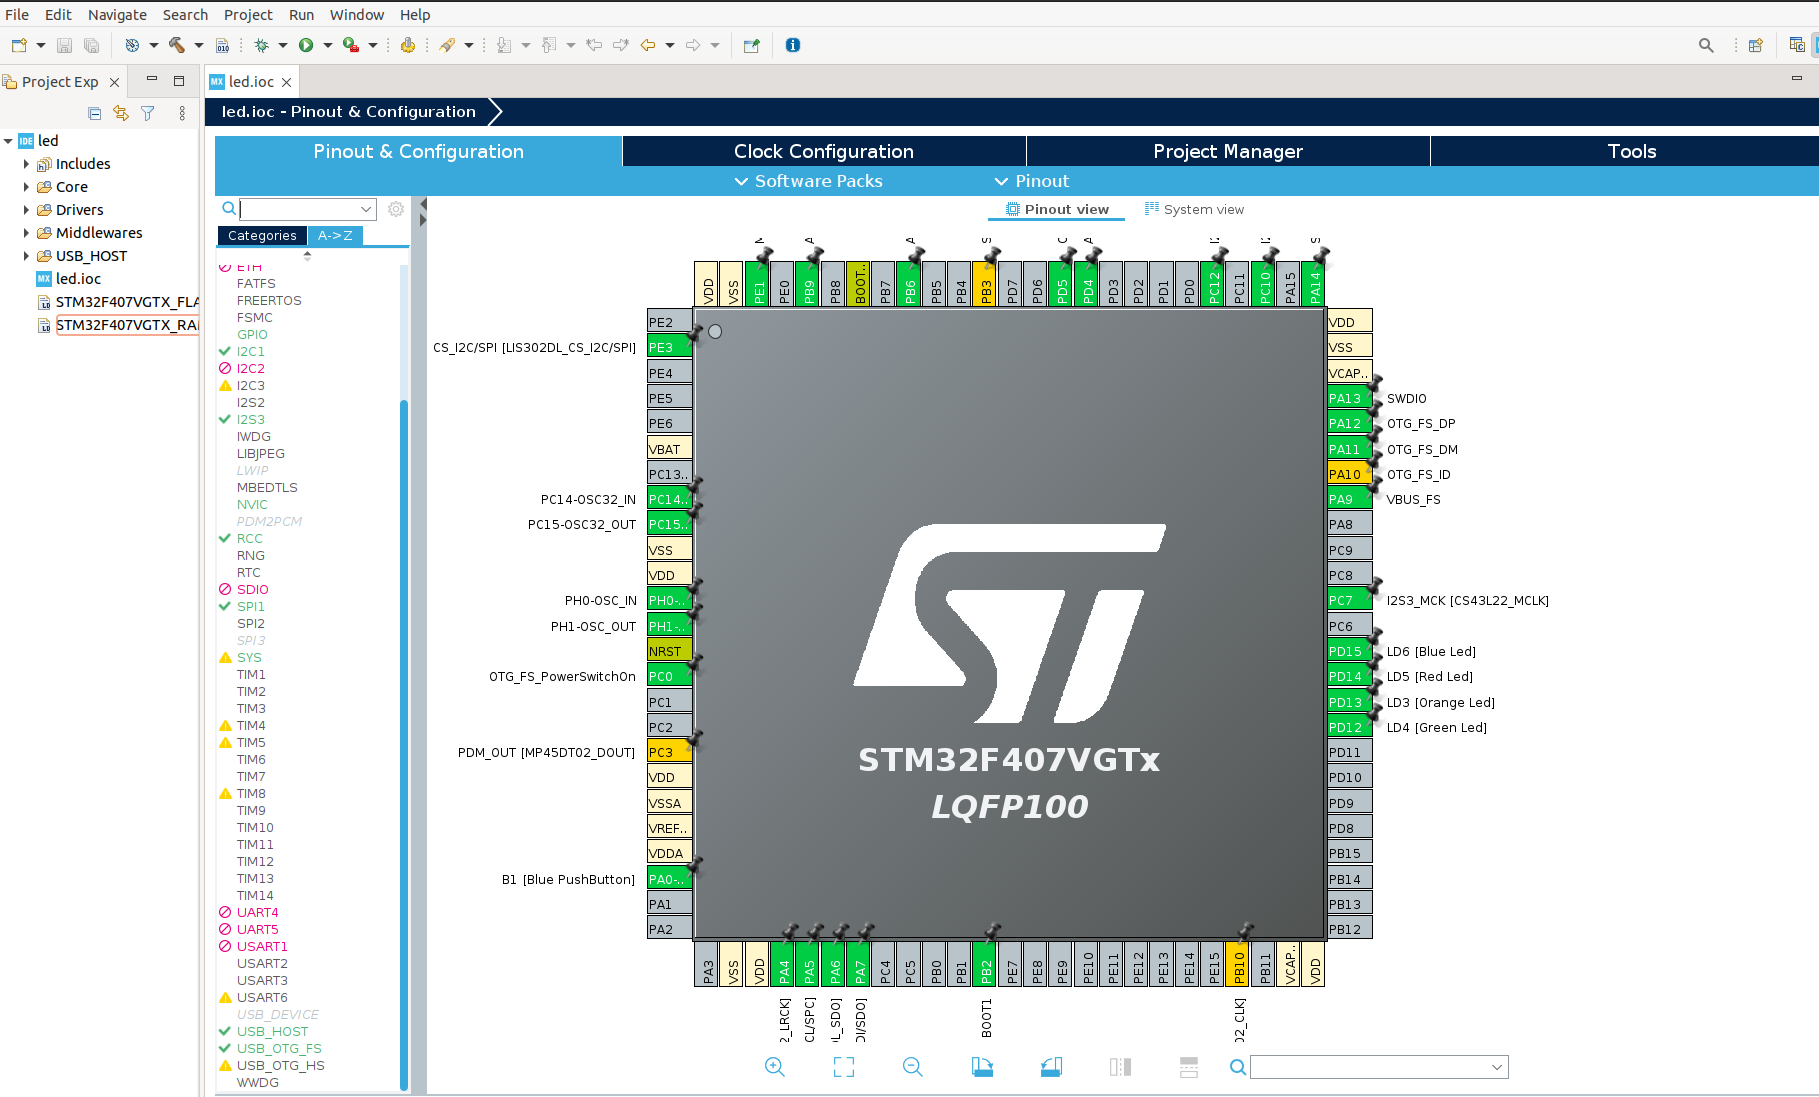 File Edit Navigate Search Project Run Window Help
Project Exp
led.ioc
led.ioc - Pinout & Configuration
Pinout & Configuration
Clock Configuration
Project Manager
Tools
Software Packs
Pinout
Pinout view
System view
IDE led
Includes
Core
Drivers
Middlewares
USB_HOST
MX led.ioc
STM32F407VGTX_FLA
STM32F407VGTX_RA
Categories
A->Z
ETH
FATFS
FREERTOS
FSMC
GPIO
I2C1
I2C2
I2C3
I2S2
I2S3
IWDG
LIBJPEG
LWIP
MBEDTLS
NVIC
PDM2PCM
RCC
RNG
RTC
SDIO
SPI1
SPI2
SPI3
SYS
TIM1
TIM2
TIM3
TIM4
TIM5
TIM6
TIM7
TIM8
TIM9
TIM10
TIM11
TIM12
TIM13
TIM14
UART4
UART5
USART1
USART2
USART3
USART6
USB_DEVICE
USB_HOST
USB_OTG_FS
USB_OTG_HS
WWDG
VDD VSS PE1 PE0 PB9 PB8 BOOT.. PB7 PB6 PB5 PB4 PB3 PD7 PD6 PD5 PD4 PD3 PD2 PD1 PD0 PC12 PC11 PC10 PA15 PA14
PE2
CS_I2C/SPI [LIS302DL_CS_I2C/SPI] PE3
PE4
PE5
PE6
VBAT
PC13..
PC14-OSC32_IN PC14..
PC15-OSC32_OUT PC15..
VSS
VDD
PH0-OSC_IN PH0-..
PH1-OSC_OUT PH1-..
NRST
OTG_FS_PowerSwitchOn PC0
PC1
PC2
PDM_OUT [MP45DT02_DOUT] PC3
VDD
VSSA
VREF..
VDDA
B1 [Blue PushButton] PA0-..
PA1
PA2
STM32F407VGTx
LQFP100
VDD
VSS
VCAP..
PA13 SWDIO
PA12 OTG_FS_DP
PA11 OTG_FS_DM
PA10 OTG_FS_ID
PA9 VBUS_FS
PA8
PC9
PC8
PC7 I2S3_MCK [CS43L22_MCLK]
PC6
PD15 LD6 [Blue Led]
PD14 LD5 [Red Led]
PD13 LD3 [Orange Led]
PD12 LD4 [Green Led]
PD11
PD10
PD9
PD8
PB15
PB14
PB13
PB12
PA3 VSS VDD PA4 PA5 PA6 PA7 PC4 PC5 PB0 PB1 PB2 PE7 PE8 PE9 PE10 PE11 PE12 PE13 PE14 PE15 PB10 PB11 VCAP.. VDD
2_LRCK] CL/SPC] L_SDO] DI/SDO] BOOT1 2_CLK]